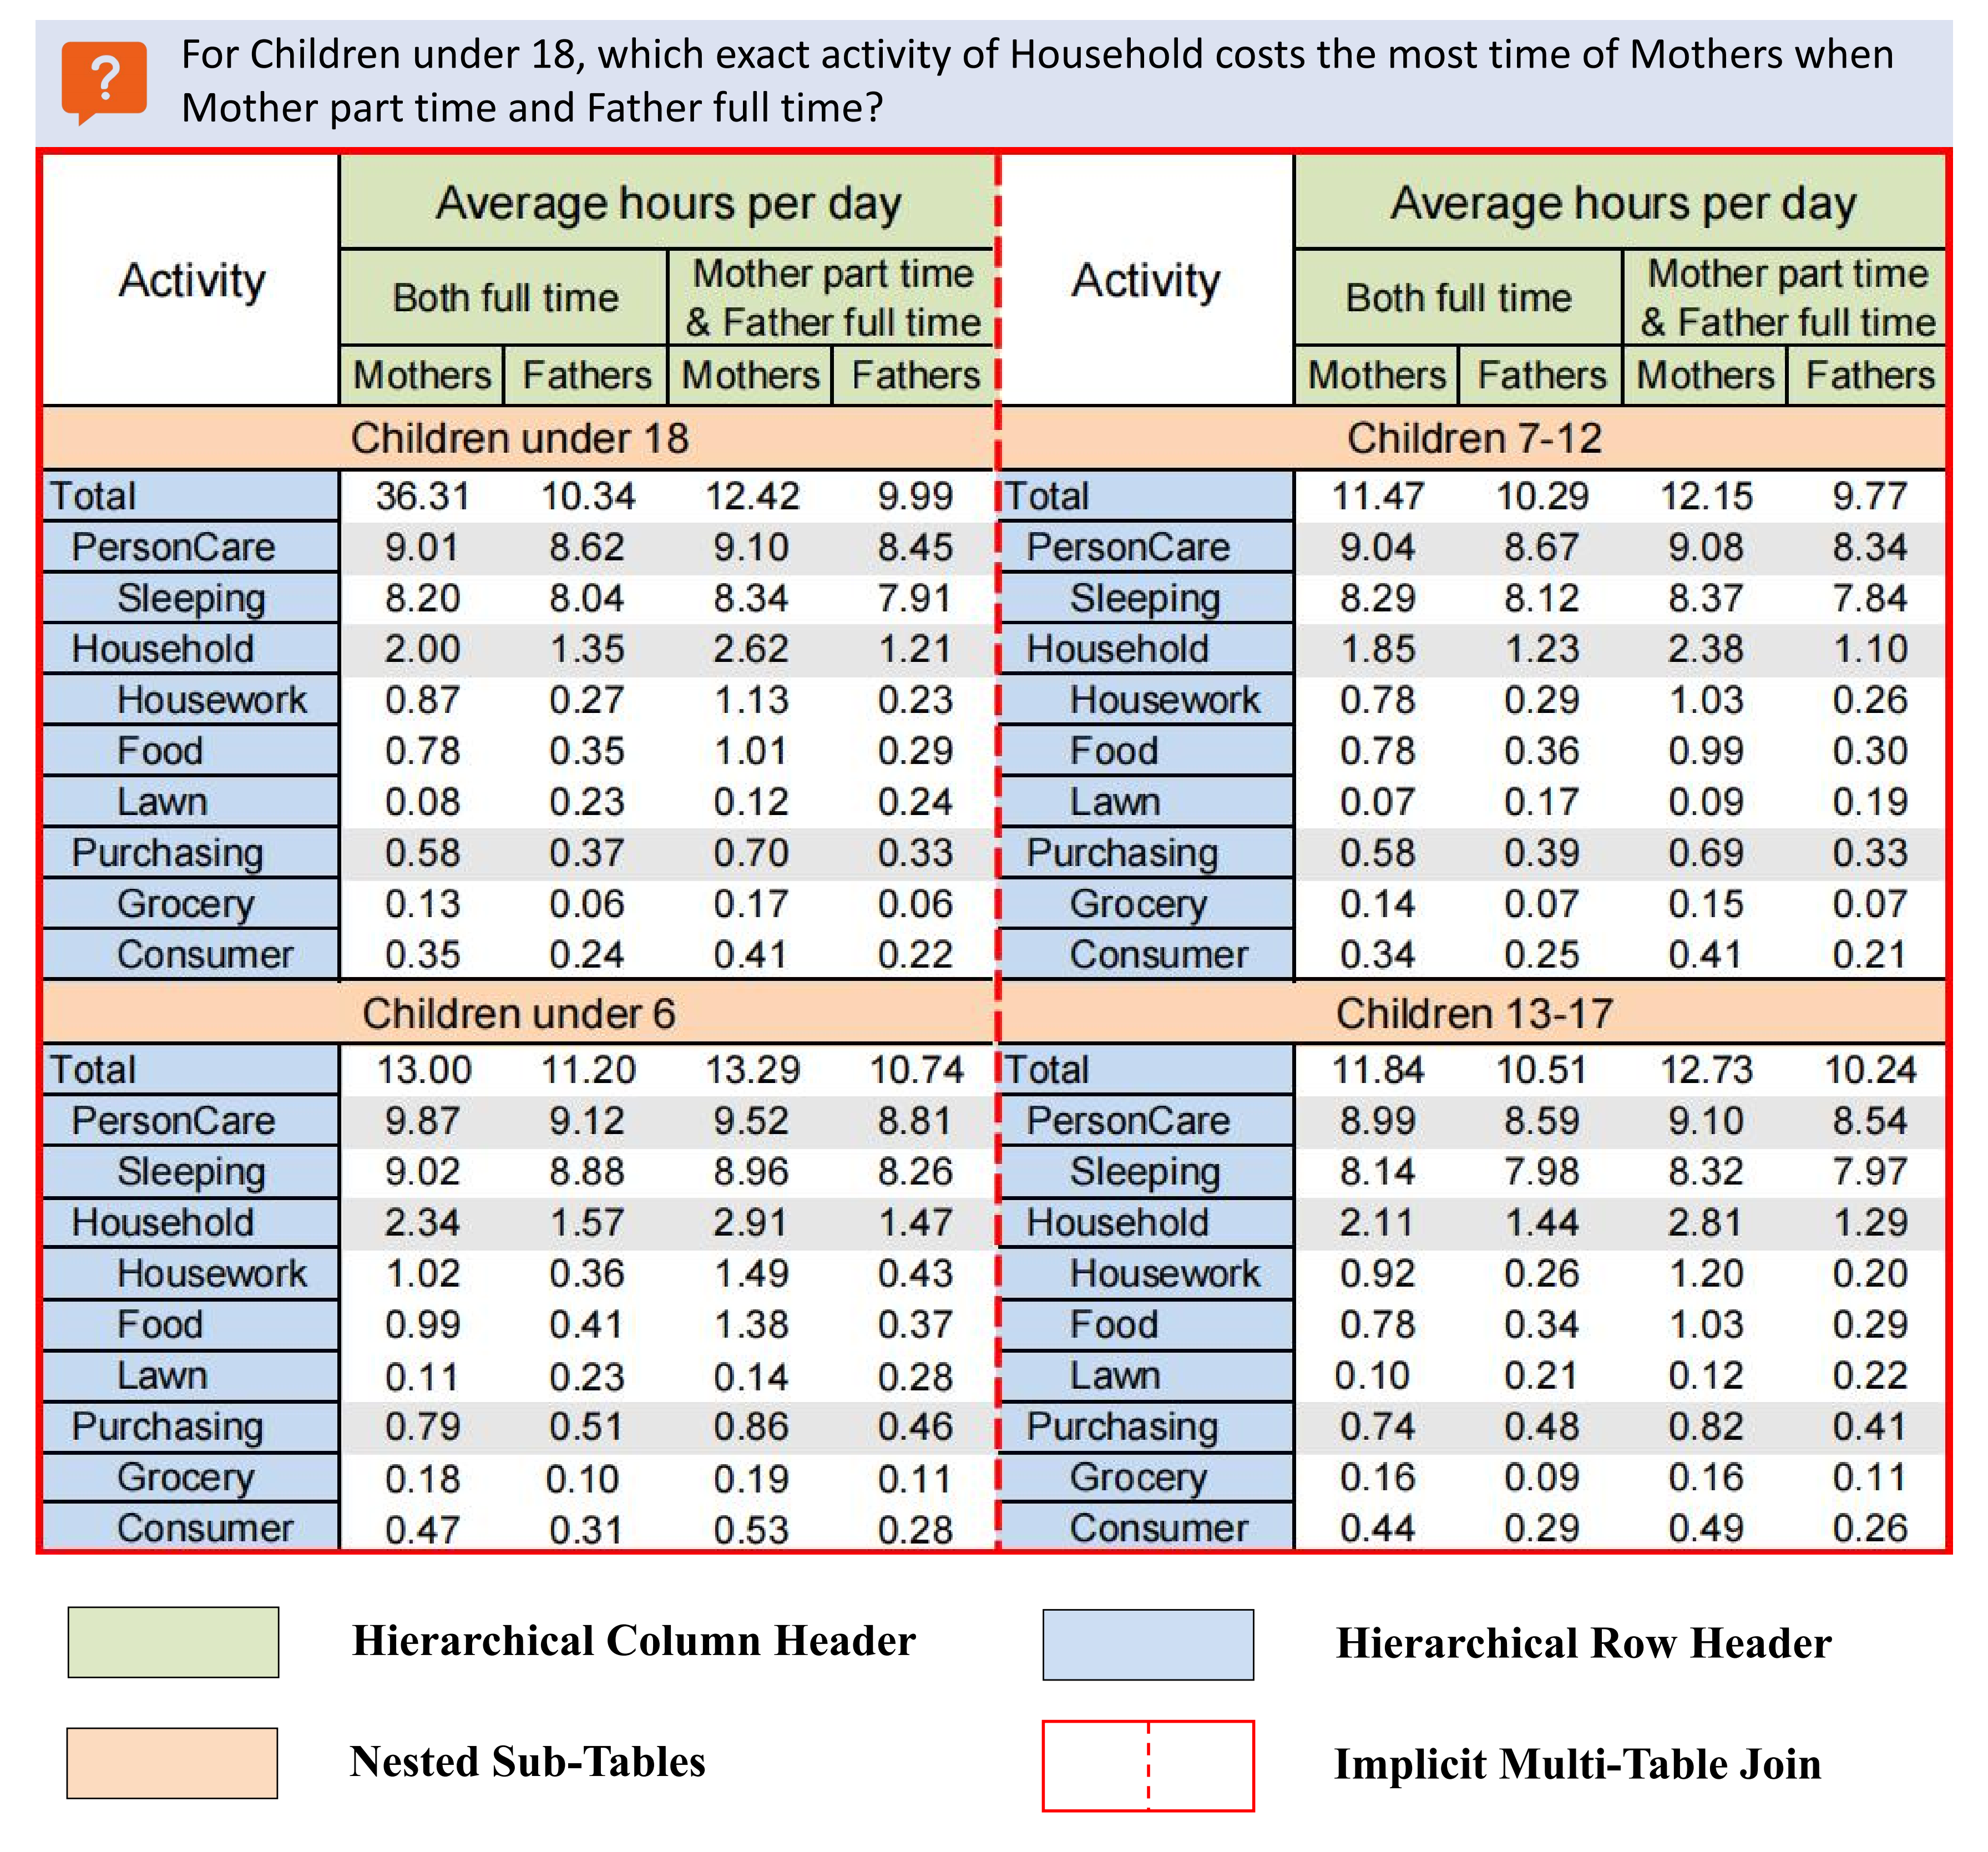 ?
For Children under 18, which exact activity of Household costs the most time of Mothers when
Mother part time and Father full time?
Activity
Average hours per day
Both full time
Mother part time
& Father full time
Mothers Fathers Mothers Fathers
Children under 18
Total 36.31 10.34 12.42 9.99
PersonCare 9.01 8.62 9.10 8.45
Sleeping 8.20 8.04 8.34 7.91
Household 2.00 1.35 2.62 1.21
Housework 0.87 0.27 1.13 0.23
Food 0.78 0.35 1.01 0.29
Lawn 0.08 0.23 0.12 0.24
Purchasing 0.58 0.37 0.70 0.33
Grocery 0.13 0.06 0.17 0.06
Consumer 0.35 0.24 0.41 0.22
Children under 6
Total 13.00 11.20 13.29 10.74
PersonCare 9.87 9.12 9.52 8.81
Sleeping 9.02 8.88 8.96 8.26
Household 2.34 1.57 2.91 1.47
Housework 1.02 0.36 1.49 0.43
Food 0.99 0.41 1.38 0.37
Lawn 0.11 0.23 0.14 0.28
Purchasing 0.79 0.51 0.86 0.46
Grocery 0.18 0.10 0.19 0.11
Consumer 0.47 0.31 0.53 0.28
Activity
Average hours per day
Both full time
Mother part time
& Father full time
Mothers Fathers Mothers Fathers
Children 7-12
Total 11.47 10.29 12.15 9.77
PersonCare 9.04 8.67 9.08 8.34
Sleeping 8.29 8.12 8.37 7.84
Household 1.85 1.23 2.38 1.10
Housework 0.78 0.29 1.03 0.26
Food 0.78 0.36 0.99 0.30
Lawn 0.07 0.17 0.09 0.19
Purchasing 0.58 0.39 0.69 0.33
Grocery 0.14 0.07 0.15 0.07
Consumer 0.34 0.25 0.41 0.21
Children 13-17
Total 11.84 10.51 12.73 10.24
PersonCare 8.99 8.59 9.10 8.54
Sleeping 8.14 7.98 8.32 7.97
Household 2.11 1.44 2.81 1.29
Housework 0.92 0.26 1.20 0.20
Food 0.78 0.34 1.03 0.29
Lawn 0.10 0.21 0.12 0.22
Purchasing 0.74 0.48 0.82 0.41
Grocery 0.16 0.09 0.16 0.11
Consumer 0.44 0.29 0.49 0.26
Hierarchical Column Header
Hierarchical Row Header
Nested Sub-Tables
Implicit Multi-Table Join